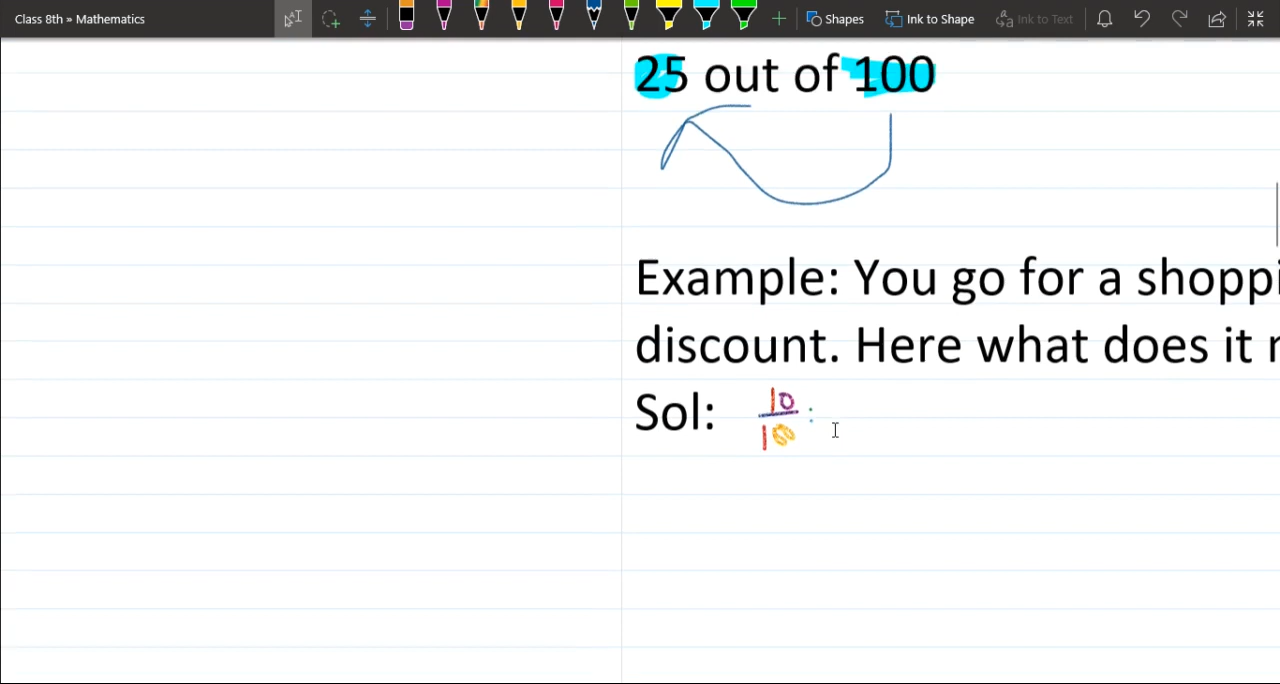 Class 8th » Mathematics
Shapes
Ink to Shape
Ink to Text
25 out of 100
Example: You go for a shoppi
discount. Here what does it
Sol:
10
100 :